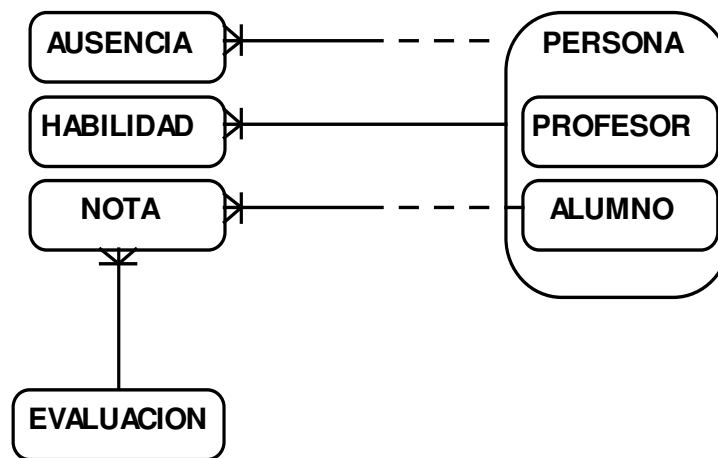 AUSENCIA
PERSONA
HABILIDAD
PROFESOR
NOTA
ALUMNO
EVALUACION